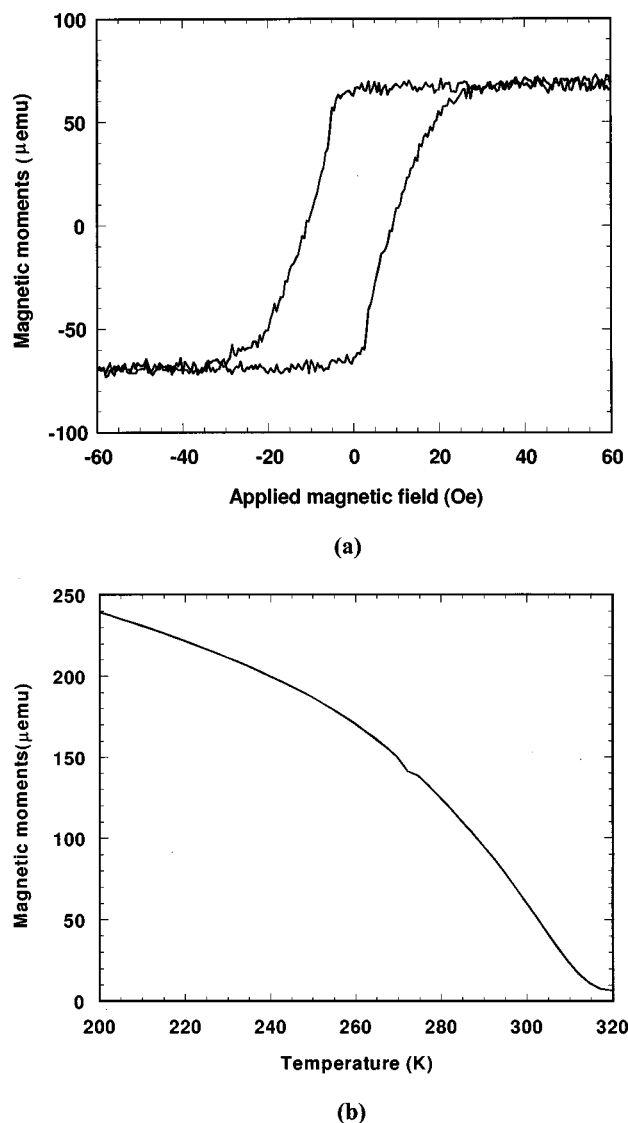 100
50
0
-50
-100
Magnetic moments (μemu)
-60 -40 -20 0 20 40 60
Applied magnetic field (Oe)
(a)
250
200
150
100
50
0
Magnetic moments(μemu)
200 220 240 260 280 300 320
Temperature (K)
(b)